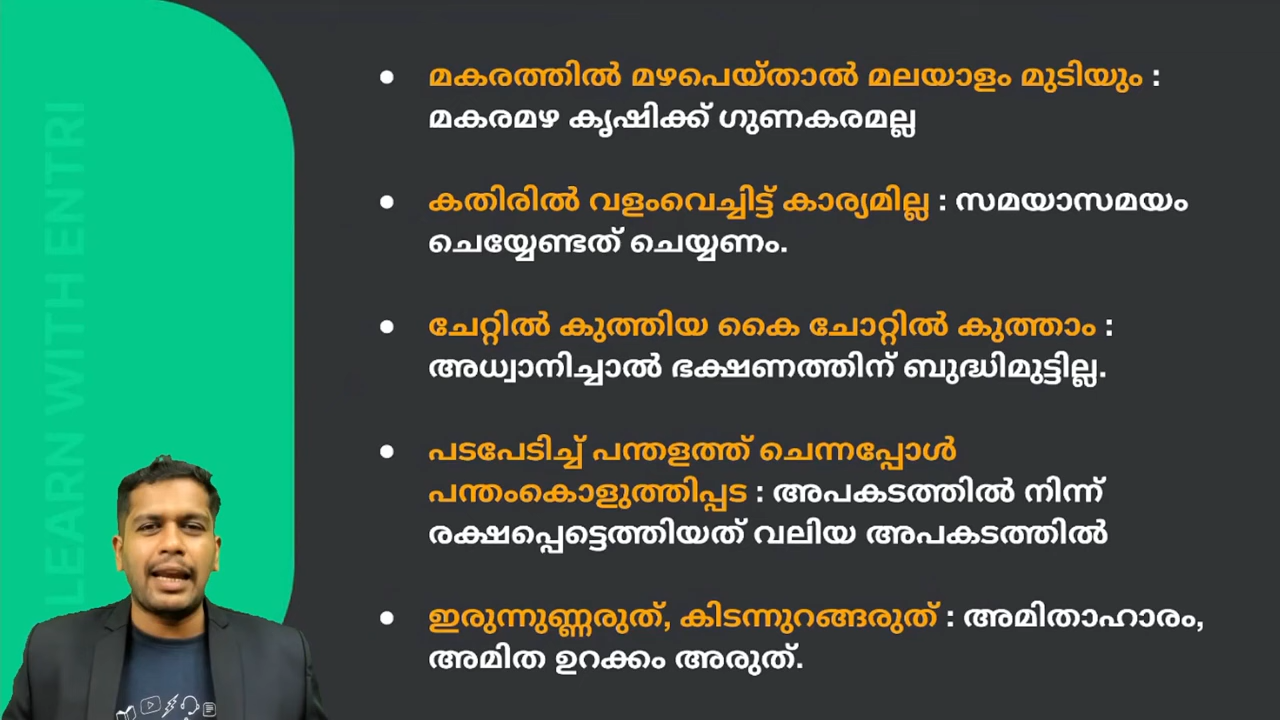 LEARN WITH ENTRI
മകരത്തിൽ മഴപെയ്താൽ മലയാളം മുടിയും :
മകരമഴ കൃഷിക്ക് ഗുണകരമല്ല
കതിരിൽ വളംവെച്ചിട്ട് കാര്യമില്ല : സമയാസമയം
ചെയ്യേണ്ടത് ചെയ്യണം.
ചേറ്റിൽ കുത്തിയ കൈ ചോറ്റിൽ കുത്താം :
അധ്വാനിച്ചാൽ ഭക്ഷണത്തിന് ബുദ്ധിമുട്ടില്ല.
പടപേടിച്ച് പന്തളത്ത് ചെന്നപ്പോൾ
പന്തംകൊളുത്തിപ്പട : അപകടത്തിൽ നിന്ന്
രക്ഷപ്പെട്ടെത്തിയത് വലിയ അപകടത്തിൽ
ഇരുന്നുണ്ണരുത്, കിടന്നുറങ്ങരുത് : അമിതാഹാരം,
അമിത ഉറക്കം അരുത്.